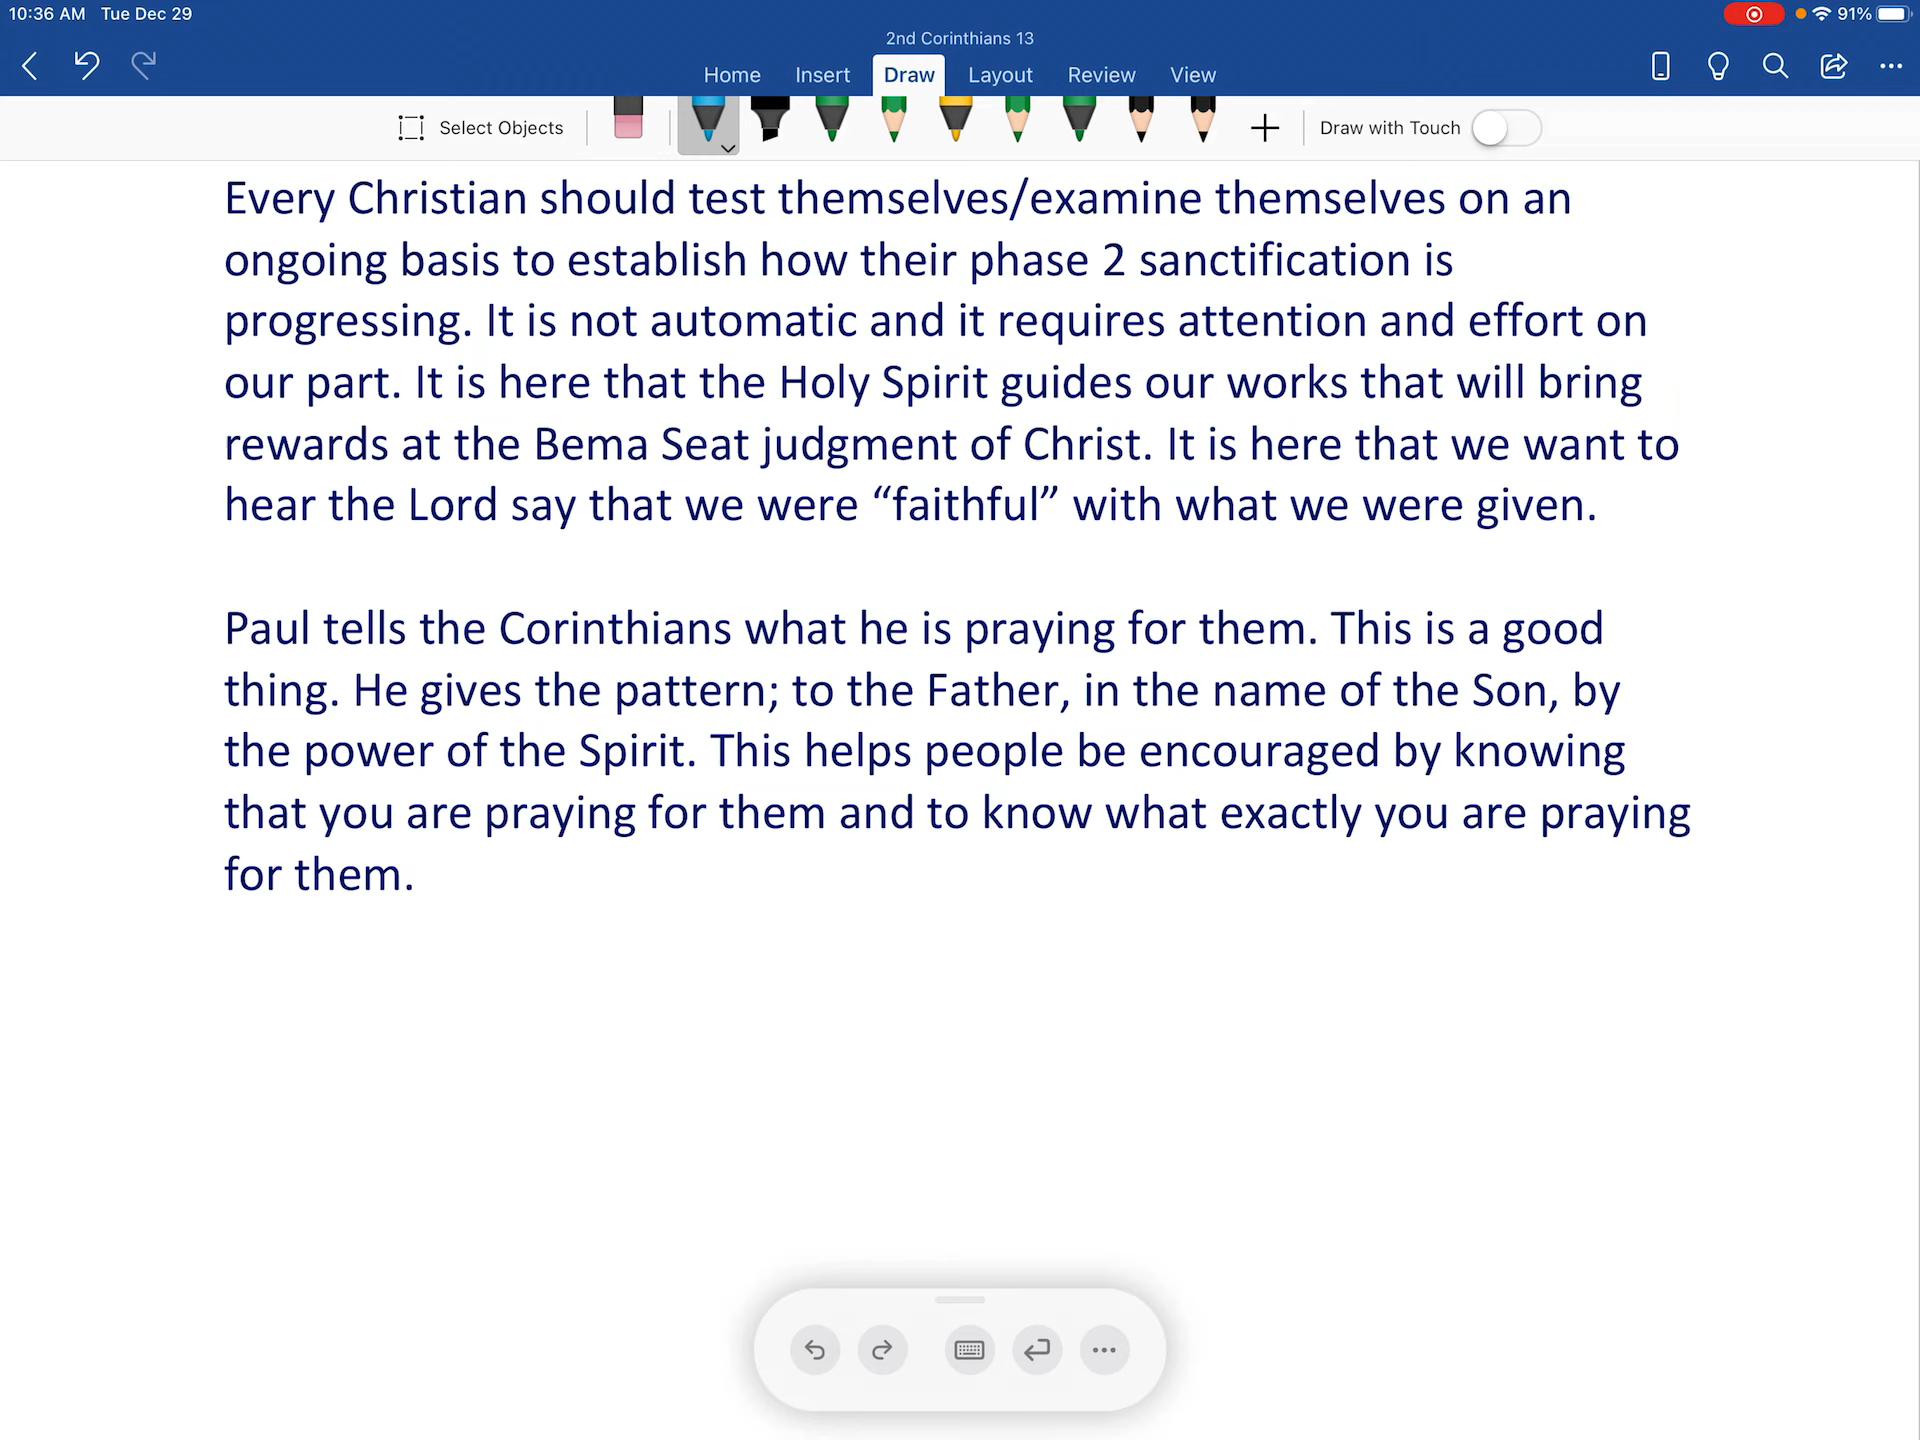 10:36 AM Tue Dec 29
91%
2nd Corinthians 13
Home Insert Draw Layout Review View
Select Objects
Draw with Touch
Every Christian should test themselves/examine themselves on an
ongoing basis to establish how their phase 2 sanctification is
progressing. It is not automatic and it requires attention and effort on
our part. It is here that the Holy Spirit guides our works that will bring
rewards at the Bema Seat judgment of Christ. It is here that we want to
hear the Lord say that we were “faithful” with what we were given.
Paul tells the Corinthians what he is praying for them. This is a good
thing. He gives the pattern; to the Father, in the name of the Son, by
the power of the Spirit. This helps people be encouraged by knowing
that you are praying for them and to know what exactly you are praying
for them.